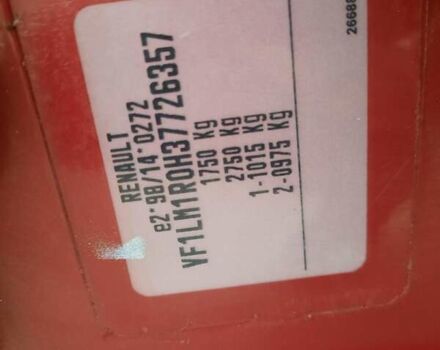 RENAULT
e2*98/14*0272
VF1LM1R0H37726357
1750 Kg
2750 Kg
1-1015 Kg
2-0975 Kg